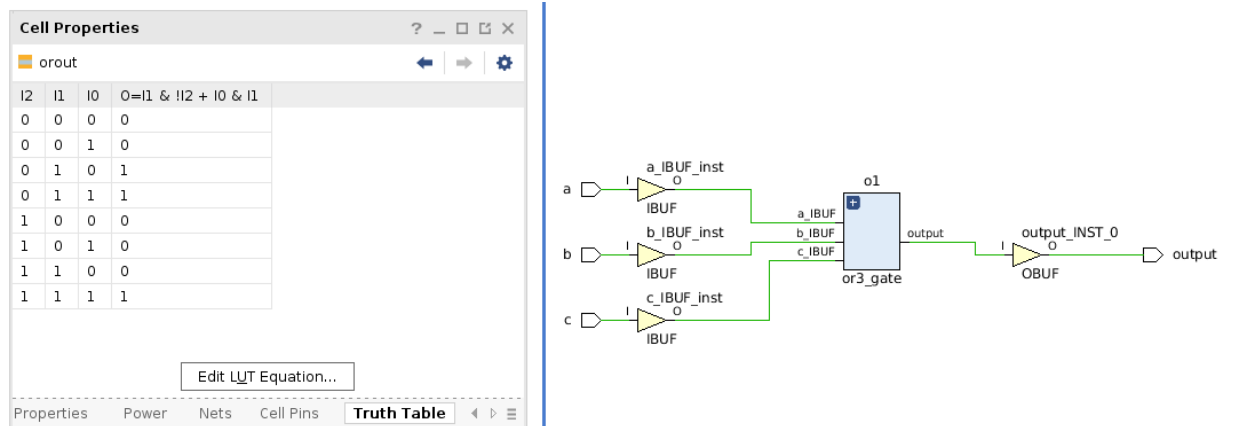 Cell Properties
? _
orout
I2 I1 I0 O=I1 & !I2 + I0 & I1
0 0 0 0
0 0 1 0
0 1 0 1
0 1 1 1
1 0 0 0
1 0 1 0
1 1 0 0
1 1 1 1
Edit LUT Equation...
Properties Power Nets Cell Pins Truth Table
a_IBUF_inst
a I O
IBUF
b_IBUF_inst
b I O
IBUF
c_IBUF_inst
c I O
IBUF
o1
+
a_IBUF
b_IBUF output
c_IBUF
or3_gate
output_INST_0
I O output
OBUF